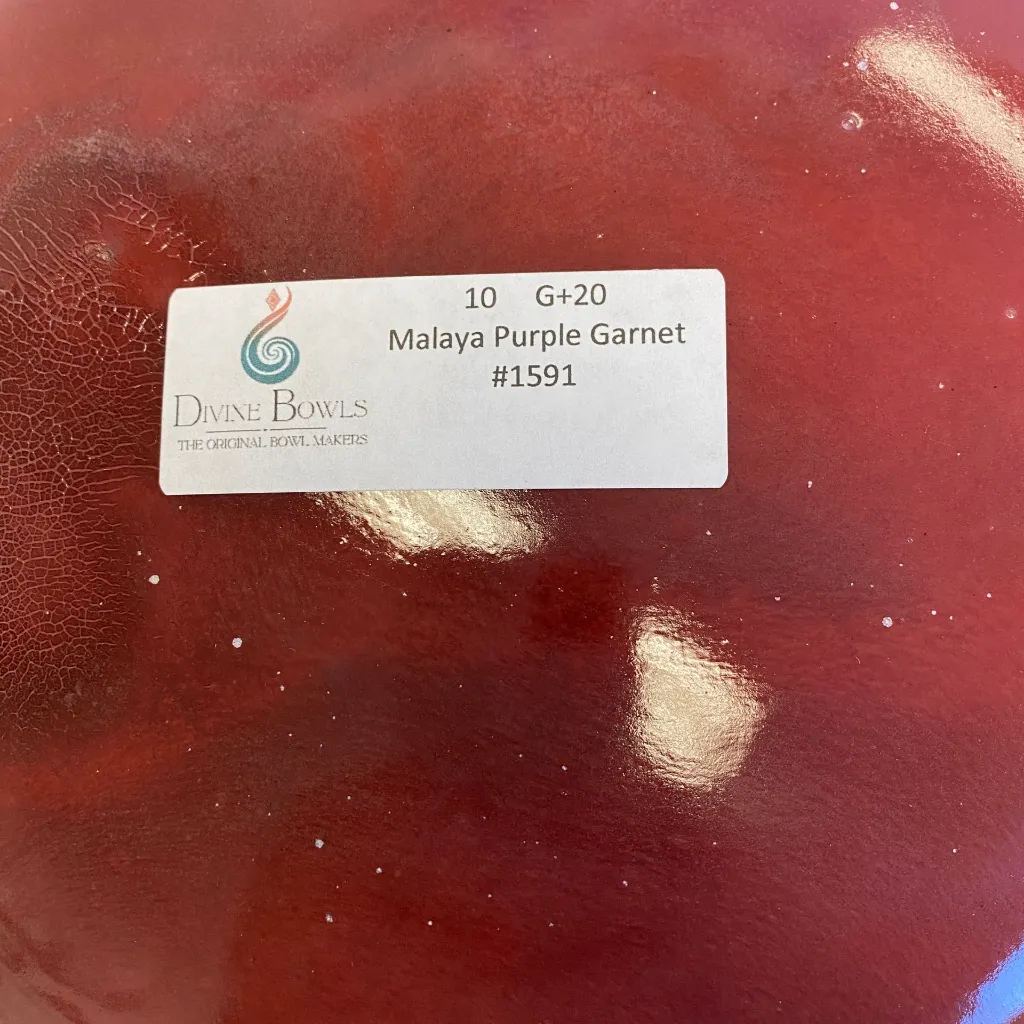 10 G+20
Malaya Purple Garnet
#1591
DIVINE BOWLS
THE ORIGINAL BOWL MAKERS